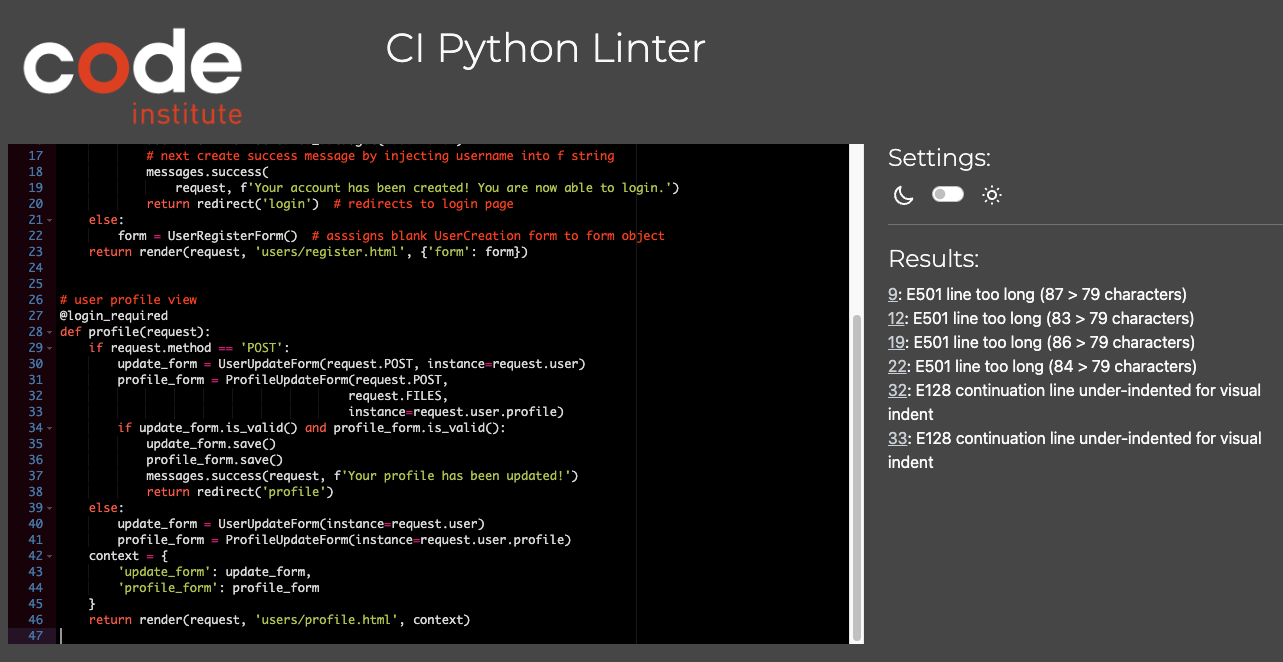 code
institute
CI Python Linter
17 # next create success message by injecting username into f string
18 messages.success(
19 request, f'Your account has been created! You are now able to login.')
20 return redirect('login')  # redirects to login page
21 else:
22 form = UserRegisterForm()  # asssigns blank UserCreation form to form object
23 return render(request, 'users/register.html', {'form': form})
24
25
26 # user profile view
27 @login_required
28 def profile(request):
29 if request.method == 'POST':
30 update_form = UserUpdateForm(request.POST, instance=request.user)
31 profile_form = ProfileUpdateForm(request.POST,
32 request.FILES,
33 instance=request.user.profile)
34 if update_form.is_valid() and profile_form.is_valid():
35 update_form.save()
36 profile_form.save()
37 messages.success(request, f'Your profile has been updated!')
38 return redirect('profile')
39 else:
40 update_form = UserUpdateForm(instance=request.user)
41 profile_form = ProfileUpdateForm(instance=request.user.profile)
42 context = {
43 'update_form': update_form,
44 'profile_form': profile_form
45 }
46 return render(request, 'users/profile.html', context)
47
Settings:
Results:
9: E501 line too long (87 > 79 characters)
12: E501 line too long (83 > 79 characters)
19: E501 line too long (86 > 79 characters)
22: E501 line too long (84 > 79 characters)
32: E128 continuation line under-indented for visual
indent
33: E128 continuation line under-indented for visual
indent